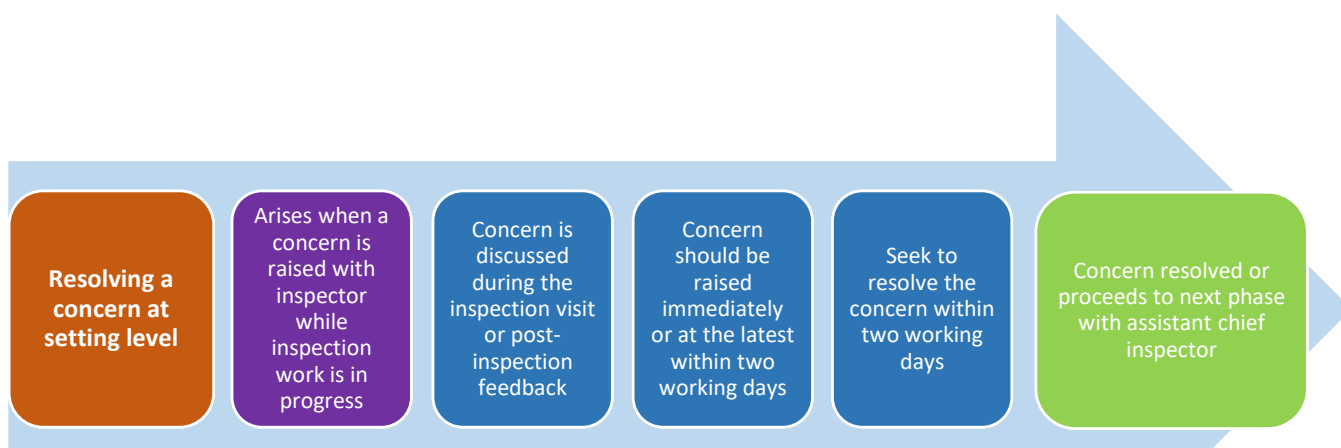 Resolving a
concern at
setting level
Arises when a
concern is
raised with
inspector
while
inspection
work is in
progress
Concern is
discussed
during the
inspection visit
or post-
inspection
feedback
Concern
should be
raised
immediately
or at the latest
within two
working days
Seek to
resolve the
concern within
two working
days
Concern resolved or
proceeds to next phase
with assistant chief
inspector